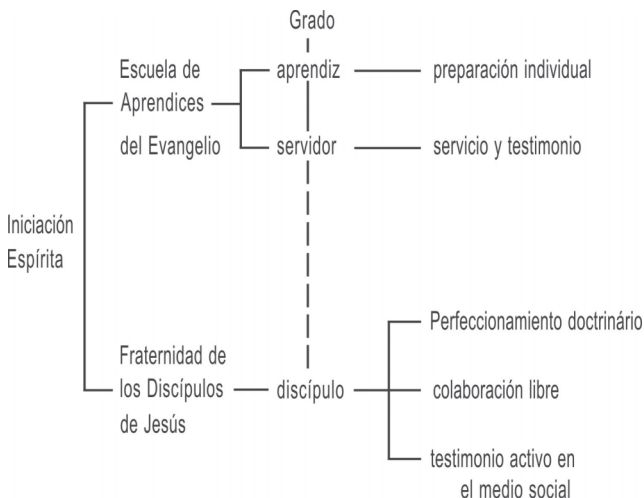 Grado
Escuela de
Aprendices
del Evangelio
aprendiz
preparación individual
servidor
servicio y testimonio
Iniciación
Espírita
Fraternidad de
los Discípulos
de Jesús
discípulo
Perfeccionamiento doctrinário
colaboración libre
testimonio activo en
el medio social